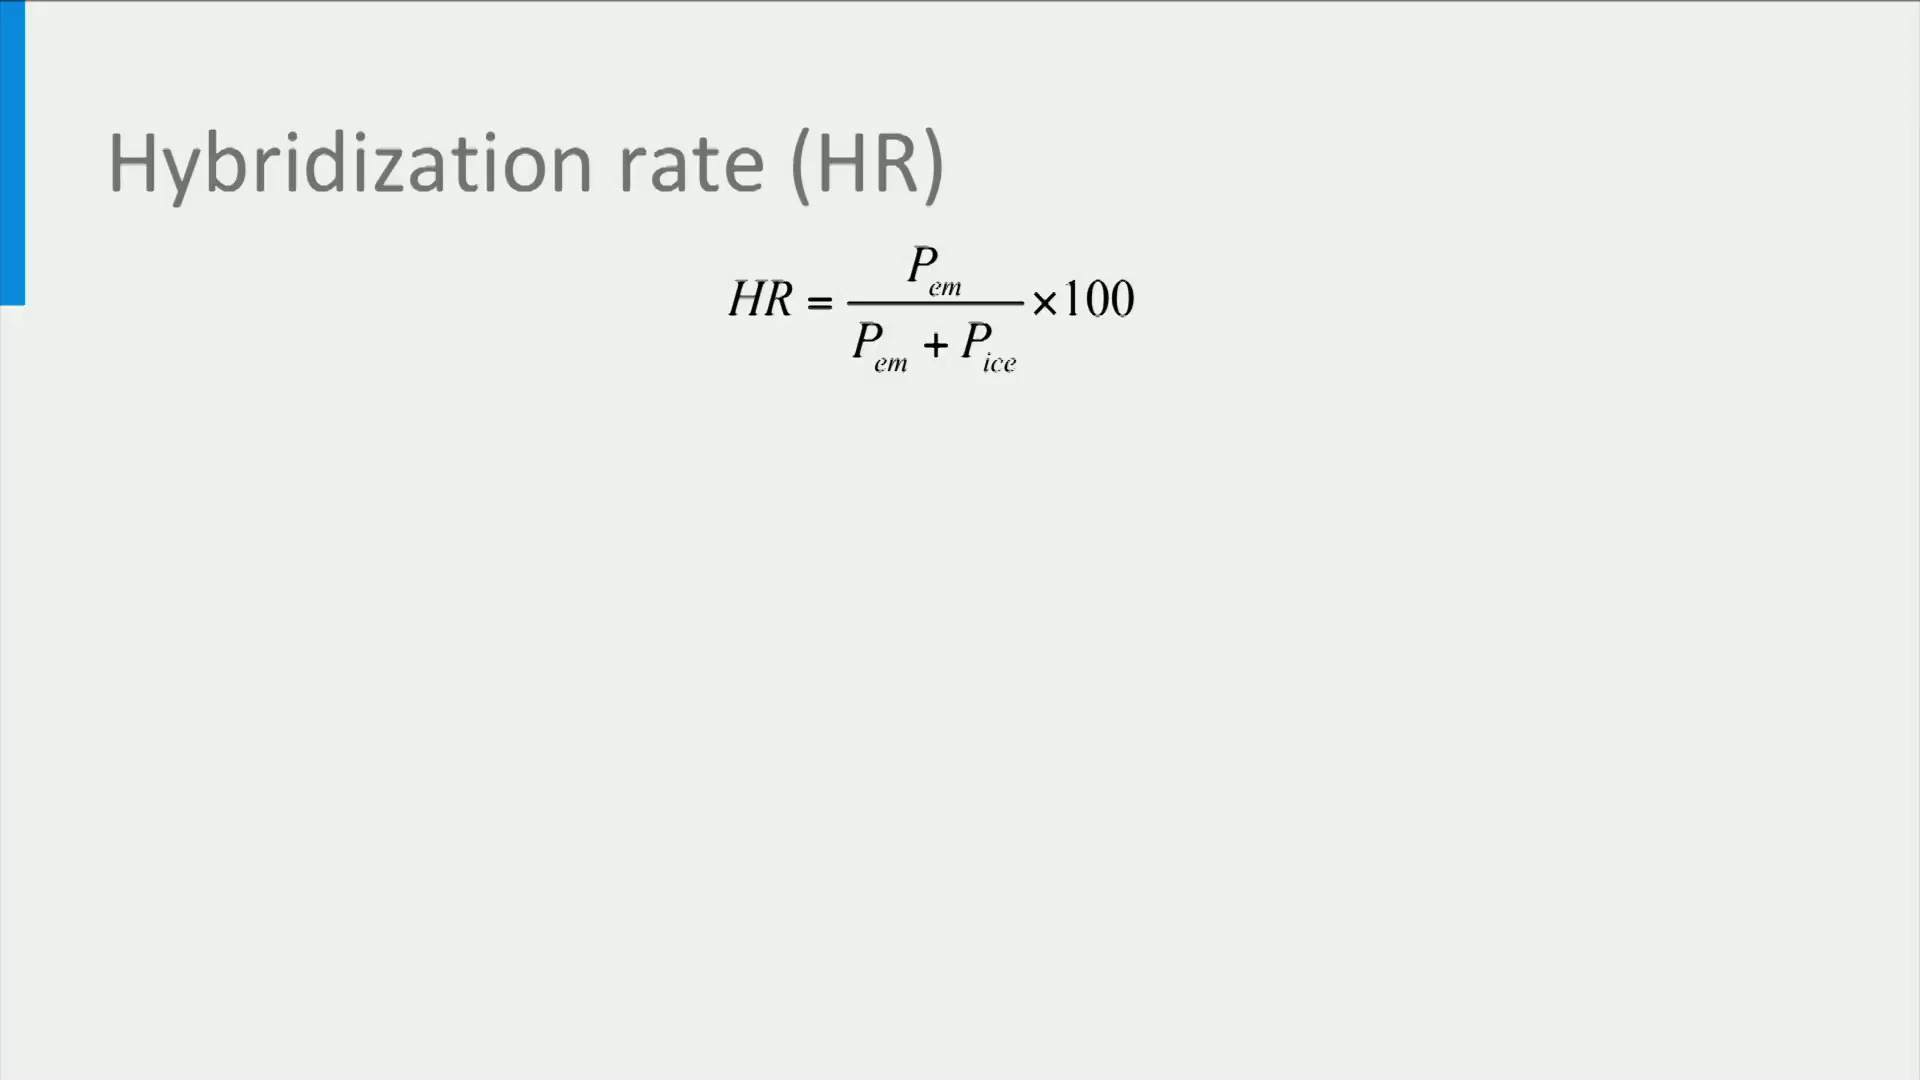 Hybridization rate (HR)
HR = P_em / (P_em + P_ice) × 100